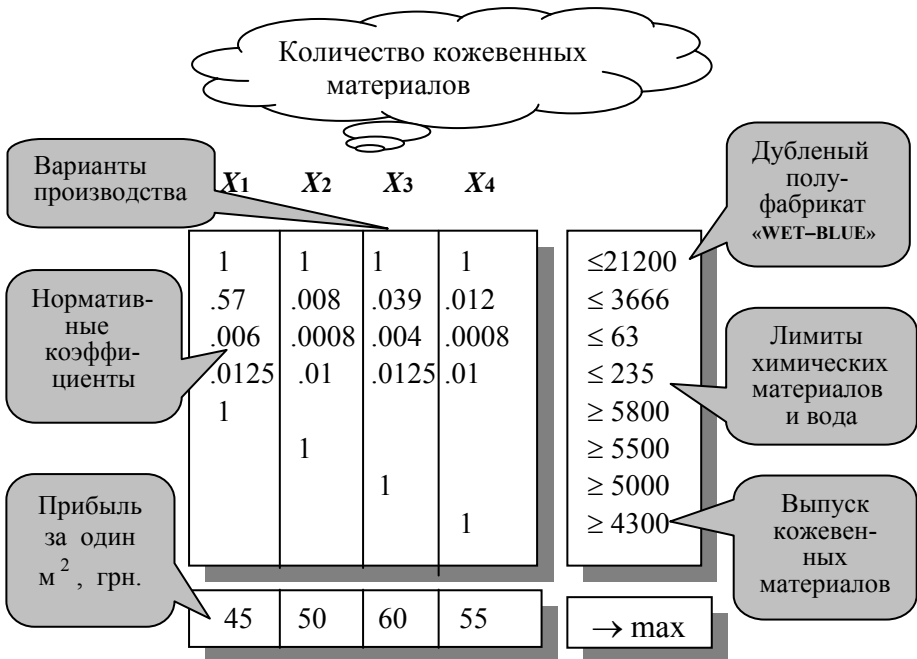 Количество кожевенных
материалов
Варианты
производства
X1 X2 X3 X4
Дубленый
полу-
фабрикат
«WET–BLUE»
1 1 1 1 ≤21200
.57 .008 .039 .012 ≤ 3666
.006 .0008 .004 .0008 ≤ 63
.0125 .01 .0125 .01 ≤ 235
1 ≥ 5800
1 ≥ 5500
1 ≥ 5000
1 ≥ 4300
Норматив-
ные
коэффи-
циенты
Лимиты
химических
материалов
и вода
Прибыль
за один
м 2 , грн.
Выпуск
кожевен-
ных
материалов
45 50 60 55 → max